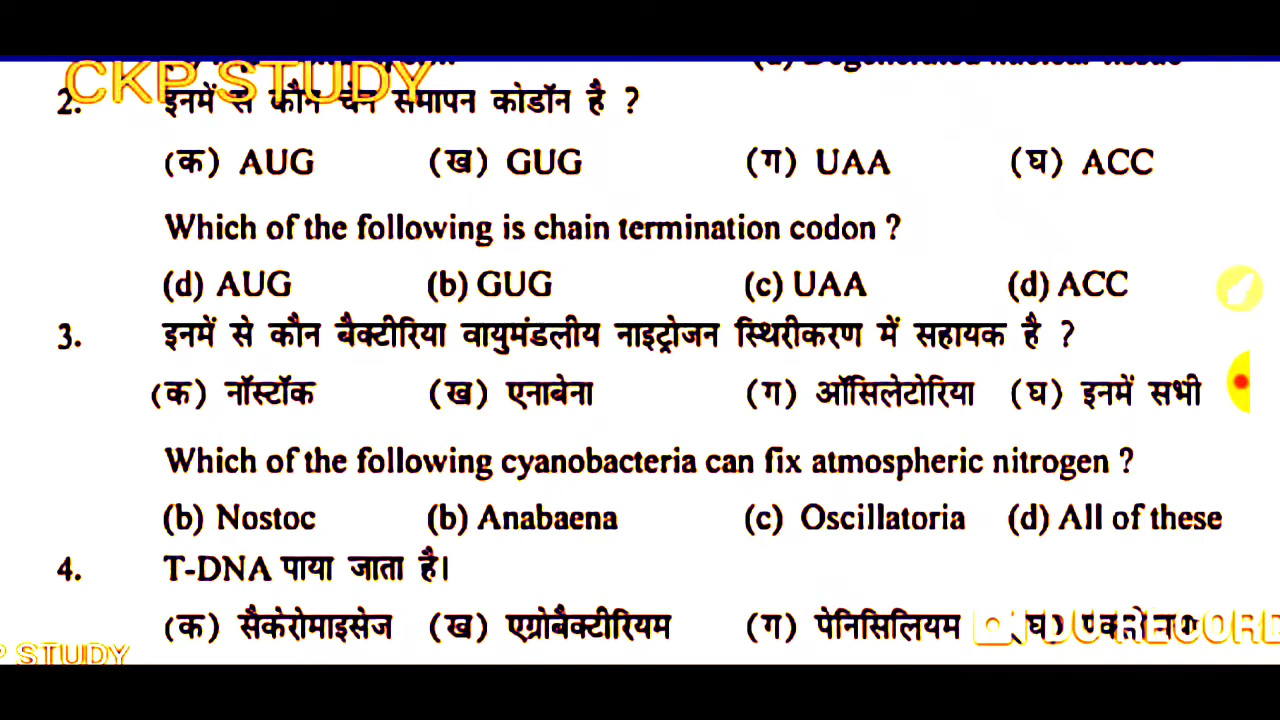 CKP STUDY
2. इनमें से कौन चेन समापन कोडॉन है ?
(क) AUG (ख) GUG (ग) UAA (घ) ACC
Which of the following is chain termination codon ?
(d) AUG (b) GUG (c) UAA (d) ACC
3. इनमें से कौन बैक्टीरिया वायुमंडलीय नाइट्रोजन स्थिरीकरण में सहायक है ?
(क) नॉस्टॉक (ख) एनाबेना (ग) ऑसिलेटोरिया (घ) इनमें सभी
Which of the following cyanobacteria can fix atmospheric nitrogen ?
(b) Nostoc (b) Anabaena (c) Oscillatoria (d) All of these
4. T-DNA पाया जाता है।
(क) सैकेरोमाइसेज (ख) एग्रोबैक्टीरियम (ग) पेनिसिलियम (घ)
DU RECORD
P STUDY